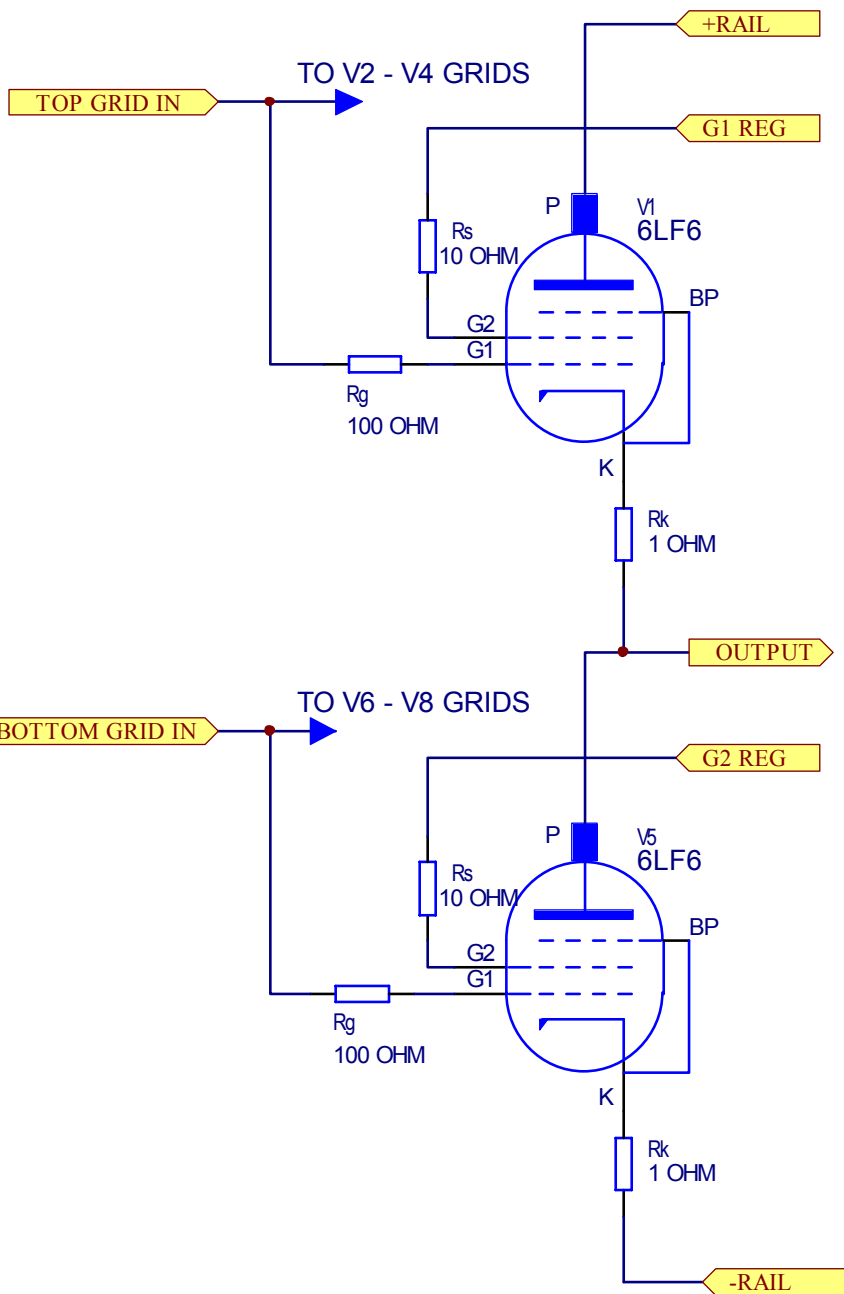 +RAIL
TO V2 - V4 GRIDS
TOP GRID IN
G1 REG
P
V1
6LF6
Rs
10 OHM
BP
G2
G1
Rg
100 OHM
K
Rk
1 OHM
OUTPUT
TO V6 - V8 GRIDS
BOTTOM GRID IN
G2 REG
P
V5
6LF6
Rs
10 OHM
BP
G2
G1
Rg
100 OHM
K
Rk
1 OHM
-RAIL